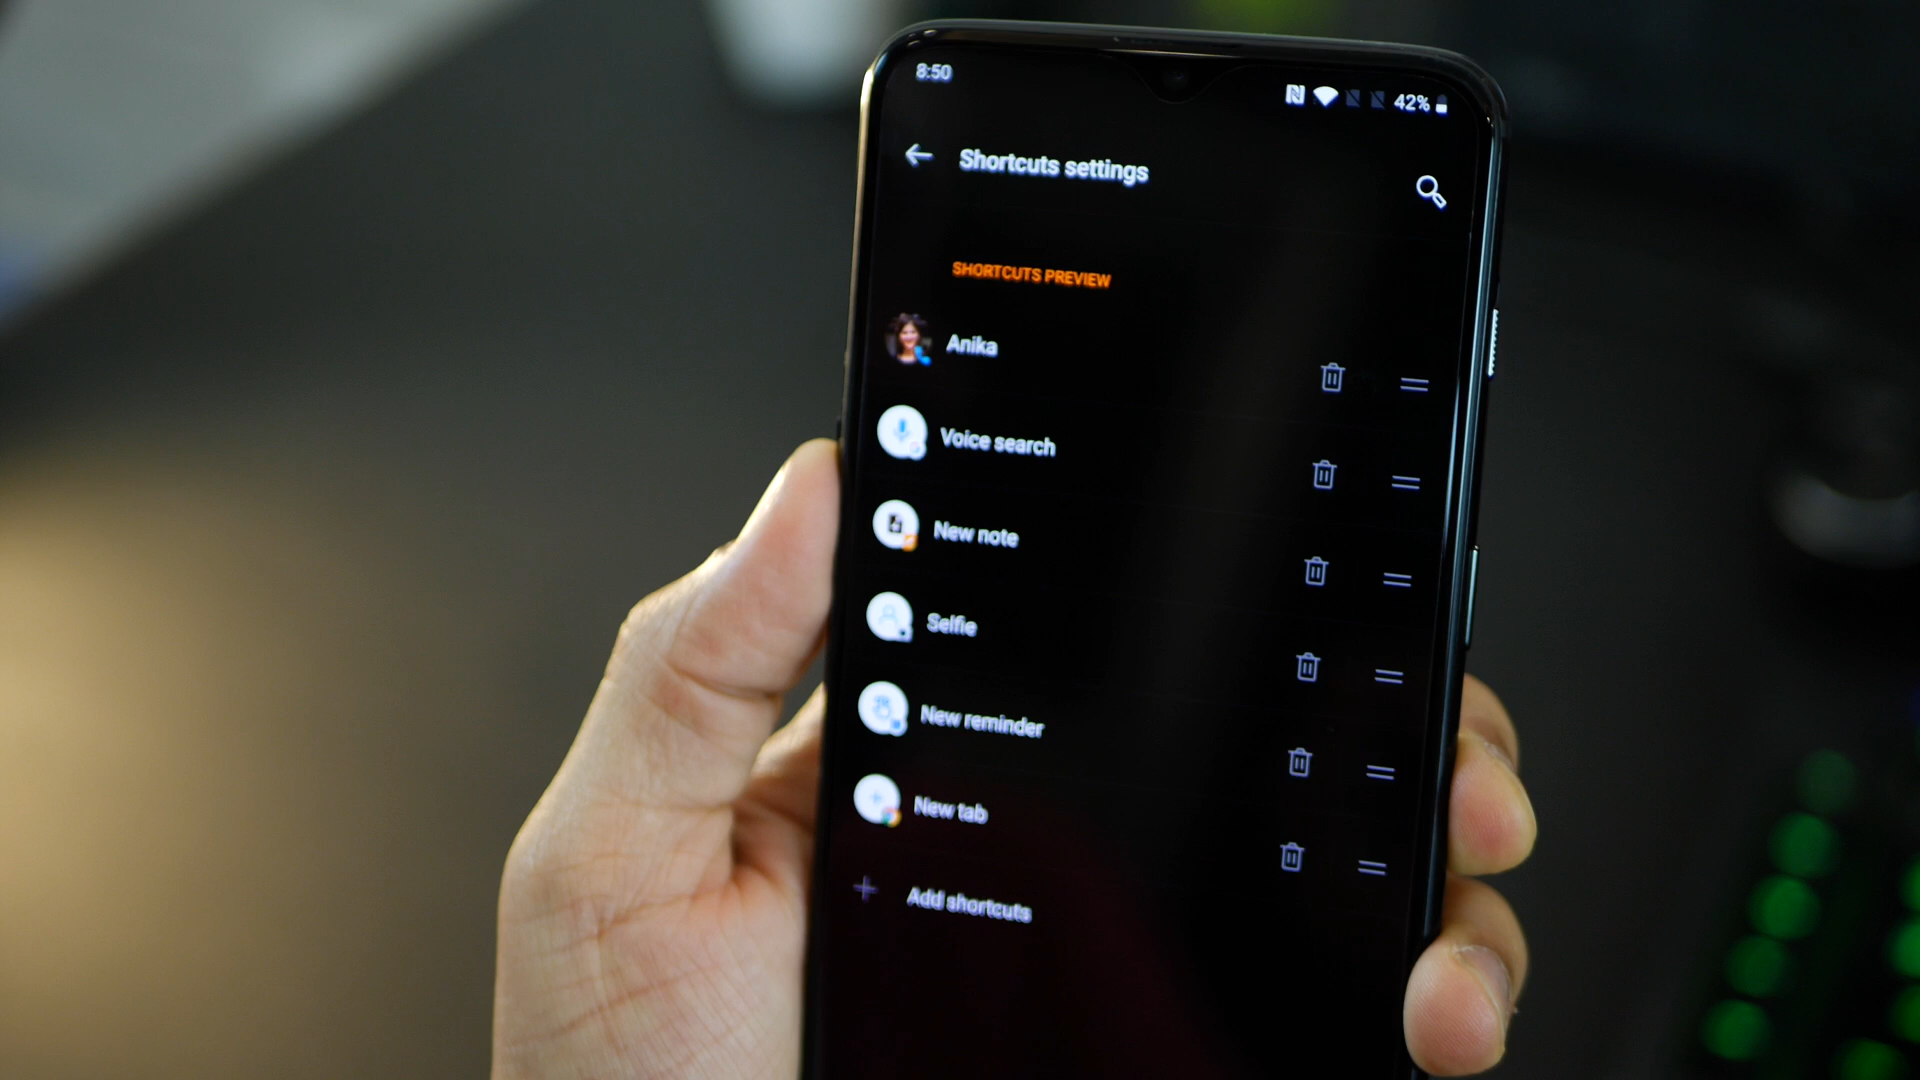 8:50
42%
Shortcuts settings
SHORTCUTS PREVIEW
Anika
Voice search
New note
Selfie
New reminder
New tab
Add shortcuts